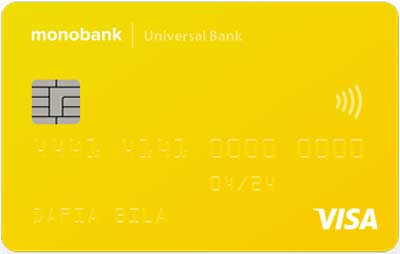 monobank | Universal Bank
4441 4141 0000 0000
04/24
DARIA BILA
VISA